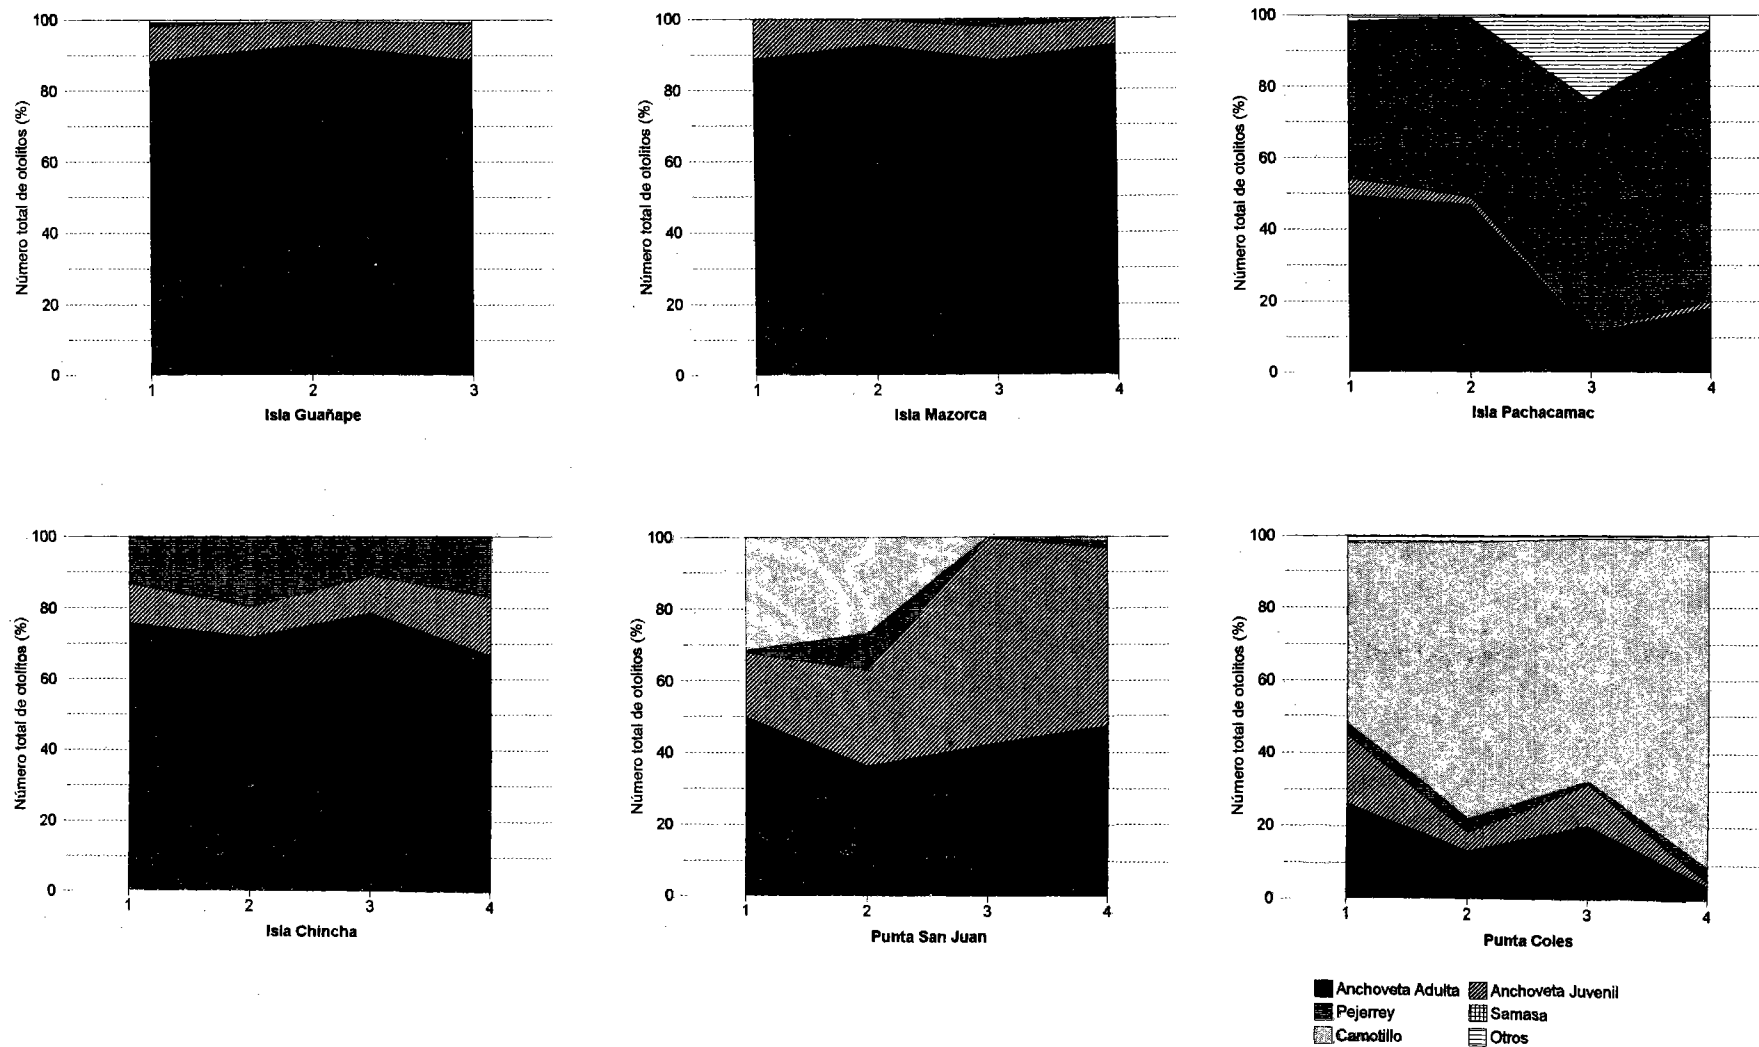 Número total de otolitos (%)
100
80
60
40
20
0
1 2 3
Isla Guañape
Número total de otolitos (%)
100
80
60
40
20
0
1 2 3 4
Isla Mazorca
Número total de otolitos (%)
100
80
60
40
20
0
1 2 3 4
Isla Pachacamac
Número total de otolitos (%)
100
80
60
40
20
0
1 2 3 4
Isla Chincha
Número total de otolitos (%)
100
80
60
40
20
0
1 2 3 4
Punta San Juan
Número total de otolitos (%)
100
80
60
40
20
0
1 2 3 4
Punta Coles
Anchoveta Adulta Anchoveta Juvenil
Pejerrey Samasa
Camotillo Otros